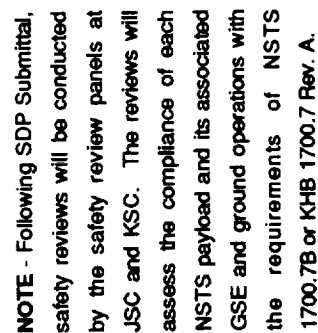 NOTE - Following SDP Submittal,
safety reviews will be conducted
by the safety review panels at
JSC and KSC. The reviews will
assess the compliance of each
NSTS payload and its associated
GSE and ground operations with
the requirements of NSTS
1700.7B or KHB 1700.7 Rev. A.